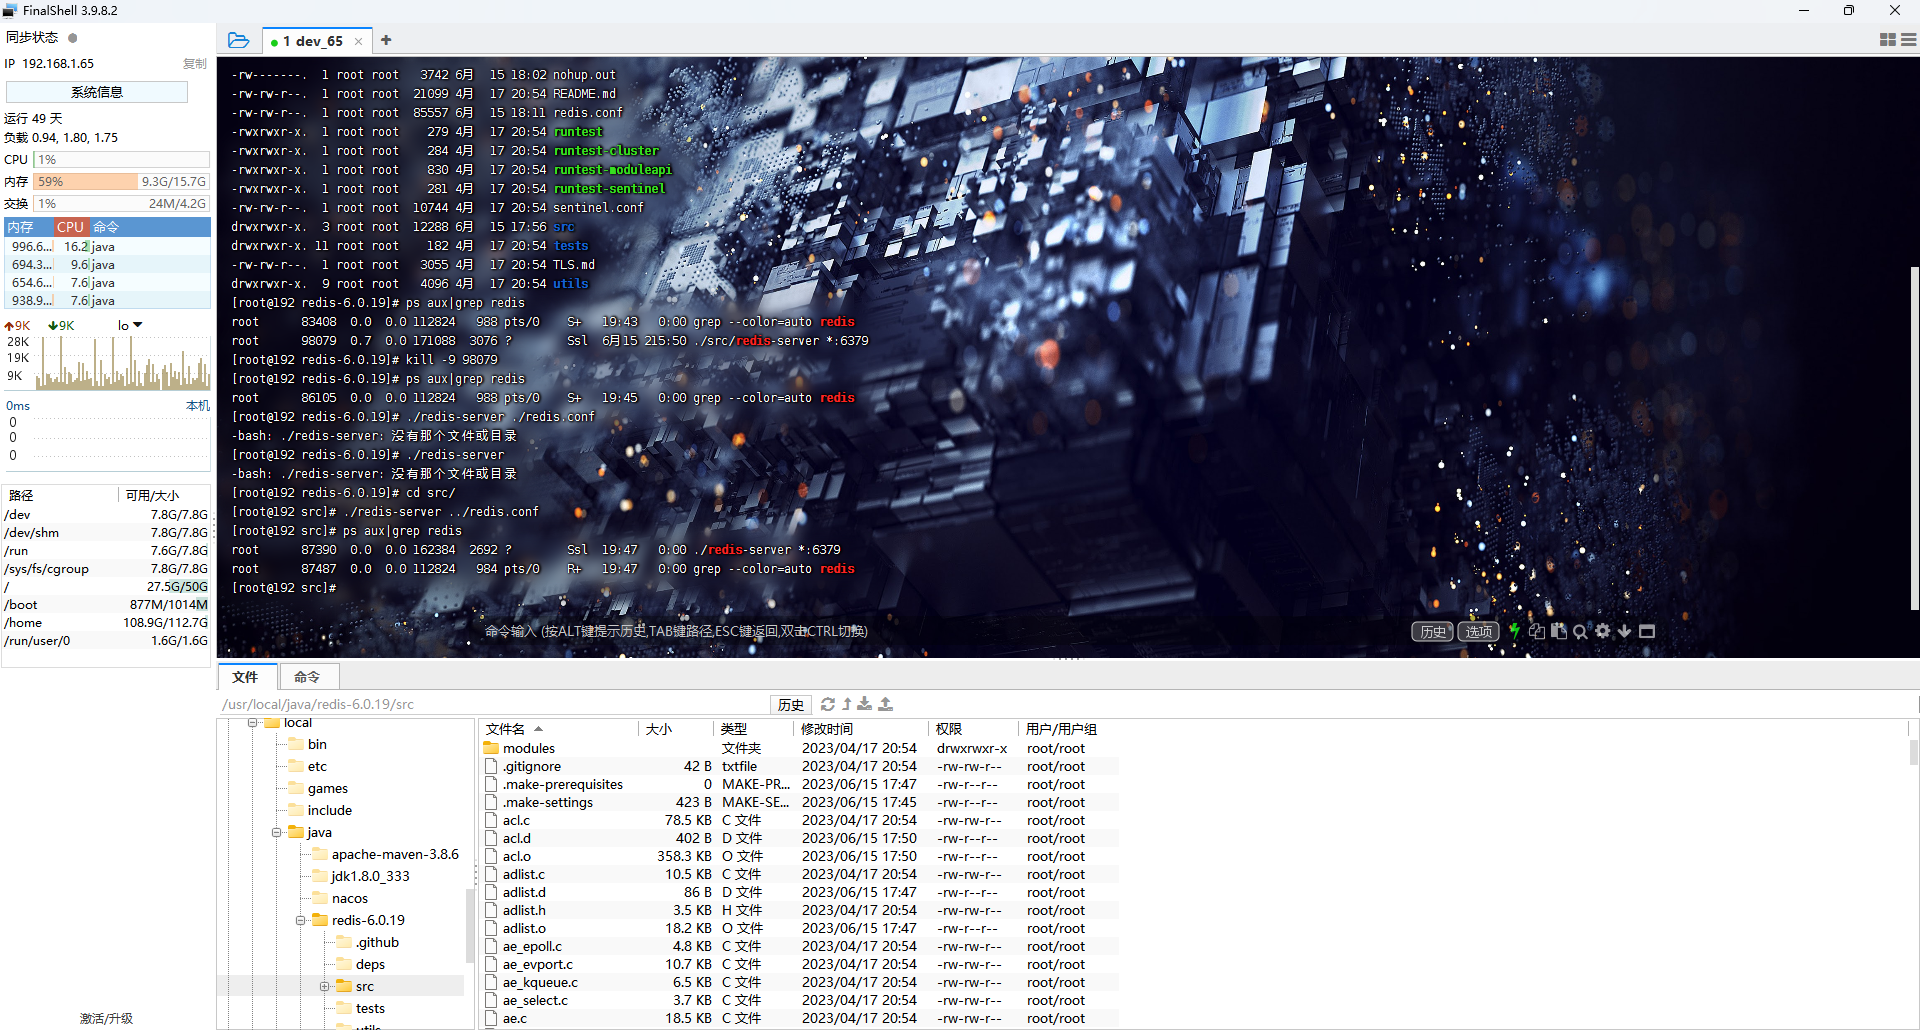 FinalShell 3.9.8.2
同步状态
IP 192.168.1.65 复制
系统信息
运行 49 天
负载 0.94, 1.80, 1.75
CPU 1%
内存 59% 9.3G/15.7G
交换 1% 24M/4.2G
内存 CPU 命令
996.6... 16.2 java
694.3... 9.6 java
654.6... 7.6 java
938.9... 7.6 java
9K 9K lo
28K
19K
9K
0ms 本机
0
0
0
路径 可用/大小
/dev 7.8G/7.8G
/dev/shm 7.8G/7.8G
/run 7.6G/7.8G
/sys/fs/cgroup 7.8G/7.8G
/ 27.5G/50G
/boot 877M/1014M
/home 108.9G/112.7G
/run/user/0 1.6G/1.6G
激活/升级
1 dev_65
-rw-------. 1 root root 3742 6月 15 18:02 nohup.out
-rw-rw-r--. 1 root root 21099 4月 17 20:54 README.md
-rw-rw-r--. 1 root root 85557 6月 15 18:11 redis.conf
-rwxrwxr-x. 1 root root 279 4月 17 20:54 runtest
-rwxrwxr-x. 1 root root 284 4月 17 20:54 runtest-cluster
-rwxrwxr-x. 1 root root 830 4月 17 20:54 runtest-moduleapi
-rwxrwxr-x. 1 root root 281 4月 17 20:54 runtest-sentinel
-rw-rw-r--. 1 root root 10744 4月 17 20:54 sentinel.conf
drwxrwxr-x. 3 root root 12288 6月 15 17:56 src
drwxrwxr-x. 11 root root 182 4月 17 20:54 tests
-rw-rw-r--. 1 root root 3055 4月 17 20:54 TLS.md
drwxrwxr-x. 9 root root 4096 4月 17 20:54 utils
[root@192 redis-6.0.19]# ps aux|grep redis
root 83408 0.0 0.0 112824 988 pts/0 S+ 19:43 0:00 grep --color=auto redis
root 98079 0.7 0.0 171088 3076 ? Ssl 6月15 215:50 ./src/redis-server *:6379
[root@192 redis-6.0.19]# kill -9 98079
[root@192 redis-6.0.19]# ps aux|grep redis
root 86105 0.0 0.0 112824 988 pts/0 S+ 19:45 0:00 grep --color=auto redis
[root@192 redis-6.0.19]# ./redis-server ./redis.conf
-bash: ./redis-server: 没有那个文件或目录
[root@192 redis-6.0.19]# ./redis-server
-bash: ./redis-server: 没有那个文件或目录
[root@192 redis-6.0.19]# cd src/
[root@192 src]# ./redis-server ../redis.conf
[root@192 src]# ps aux|grep redis
root 87390 0.0 0.0 162384 2692 ? Ssl 19:47 0:00 ./redis-server *:6379
root 87487 0.0 0.0 112824 984 pts/0 R+ 19:47 0:00 grep --color=auto redis
[root@192 src]#
命令输入 (按ALT键提示历史,TAB键路径,ESC键返回,双击CTRL切换)
历史 选项
文件 命令
/usr/local/java/redis-6.0.19/src 历史
local
bin
etc
games
include
java
apache-maven-3.8.6
jdk1.8.0_333
nacos
redis-6.0.19
.github
deps
src
tests
utils
文件名 大小 类型 修改时间 权限 用户/用户组
modules 文件夹 2023/04/17 20:54 drwxrwxr-x root/root
.gitignore 42 B txtfile 2023/04/17 20:54 -rw-rw-r-- root/root
.make-prerequisites 0 MAKE-PR... 2023/06/15 17:47 -rw-r--r-- root/root
.make-settings 423 B MAKE-SE... 2023/06/15 17:45 -rw-r--r-- root/root
acl.c 78.5 KB C 文件 2023/04/17 20:54 -rw-rw-r-- root/root
acl.d 402 B D 文件 2023/06/15 17:50 -rw-r--r-- root/root
acl.o 358.3 KB O 文件 2023/06/15 17:50 -rw-r--r-- root/root
adlist.c 10.5 KB C 文件 2023/04/17 20:54 -rw-rw-r-- root/root
adlist.d 86 B D 文件 2023/06/15 17:47 -rw-r--r-- root/root
adlist.h 3.5 KB H 文件 2023/04/17 20:54 -rw-rw-r-- root/root
adlist.o 18.2 KB O 文件 2023/06/15 17:47 -rw-r--r-- root/root
ae_epoll.c 4.8 KB C 文件 2023/04/17 20:54 -rw-rw-r-- root/root
ae_evport.c 10.7 KB C 文件 2023/04/17 20:54 -rw-rw-r-- root/root
ae_kqueue.c 6.5 KB C 文件 2023/04/17 20:54 -rw-rw-r-- root/root
ae_select.c 3.7 KB C 文件 2023/04/17 20:54 -rw-rw-r-- root/root
ae.c 18.5 KB C 文件 2023/04/17 20:54 -rw-rw-r-- root/root